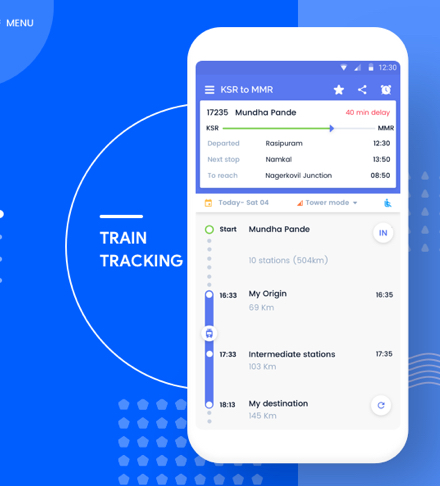 MENU
12:30
KSR to MMR
17235 Mundha Pande 40 min delay
KSR MMR
Departed Rasipuram 12:30
Next stop Namkal 13:50
To reach Nagerkovil Junction 08:50
Today- Sat 04 Tower mode
Start Mundha Pande IN
10 stations (504km)
16:33 My Origin 16:35
69 Km
17:33 Intermediate stations 17:35
103 Km
18:13 My destination
145 Km
TRAIN
TRACKING